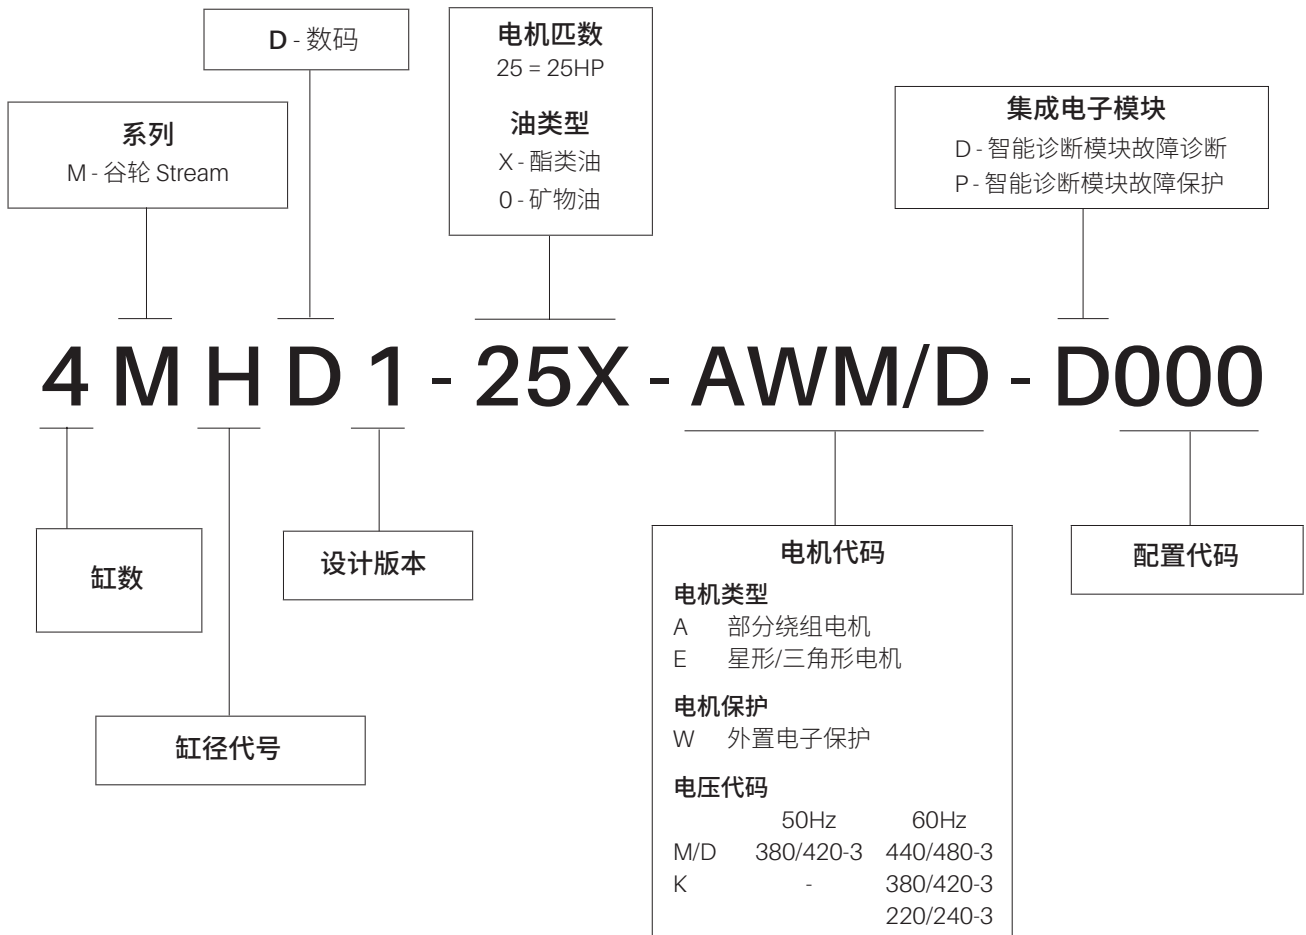 D - 数码
电机匹数
25 = 25HP
油类型
X - 酯类油
0 - 矿物油
系列
M - 谷轮 Stream
集成电子模块
D - 智能诊断模块故障诊断
P - 智能诊断模块故障保护
4 M H D 1 - 25X - AWM/D - D000
缸数
设计版本
缸径代号
电机代码
电机类型
A 部分绕组电机
E 星形/三角形电机
电机保护
W 外置电子保护
电压代码
50Hz 60Hz
M/D 380/420-3 440/480-3
K - 380/420-3
220/240-3
配置代码